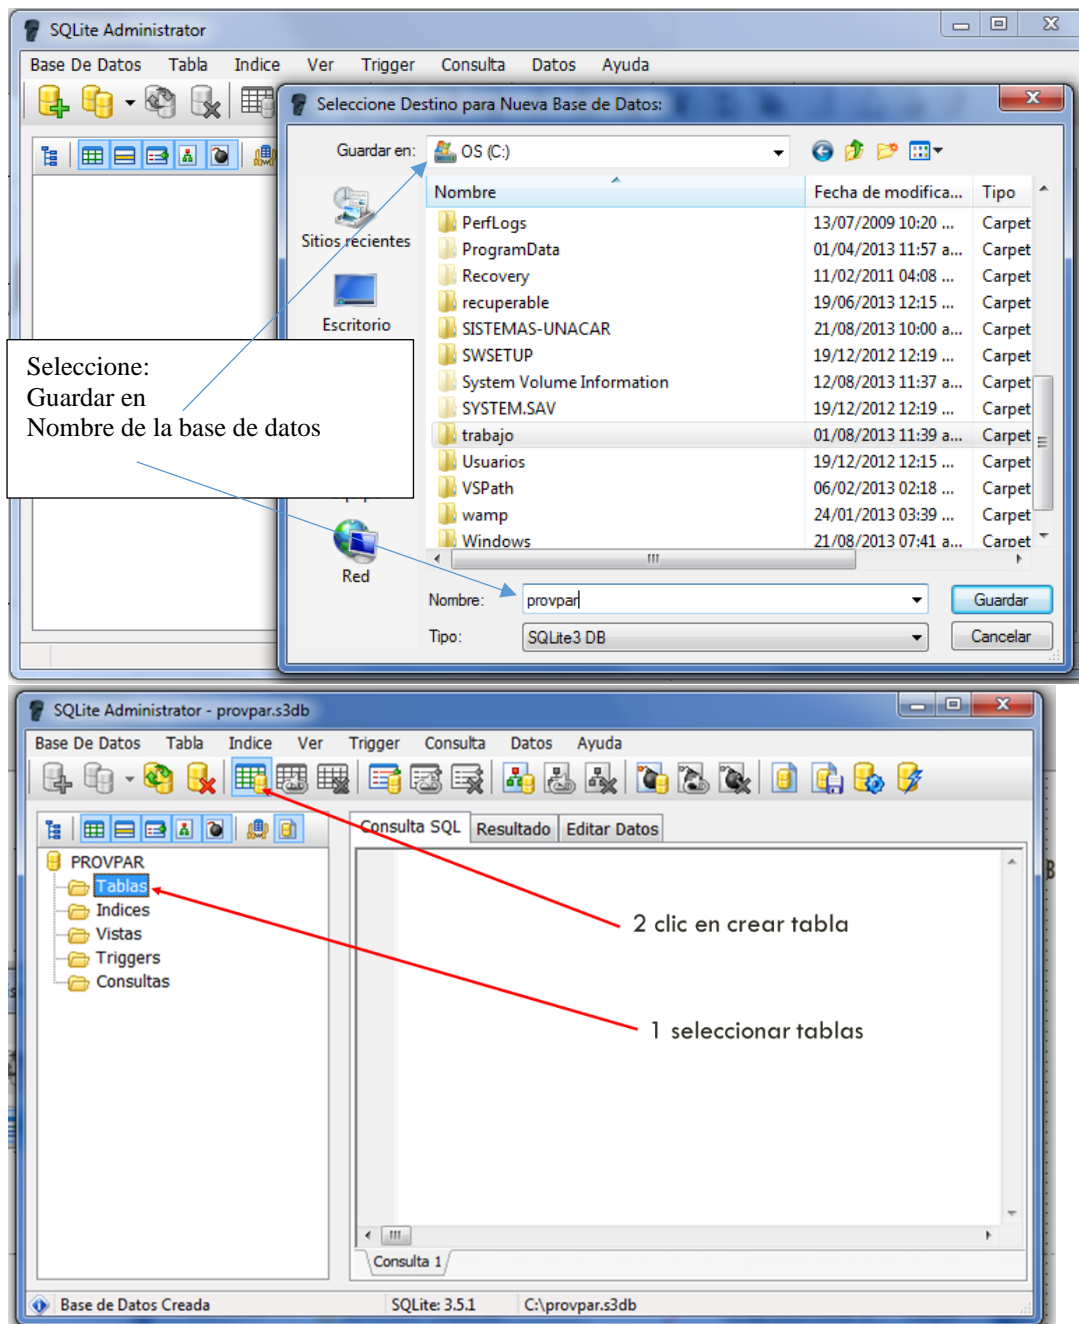 SQLite Administrator
Base De Datos Tabla Indice Ver Trigger Consulta Datos Ayuda
Seleccione Destino para Nueva Base de Datos:
Guardar en: OS (C:)
Nombre Fecha de modifica... Tipo
PerfLogs 13/07/2009 10:20 ... Carpet
ProgramData 01/04/2013 11:57 a... Carpet
Recovery 11/02/2011 04:08 ... Carpet
recuperable 19/06/2013 12:15 ... Carpet
SISTEMAS-UNACAR 21/08/2013 10:00 a... Carpet
SWSETUP 19/12/2012 12:19 ... Carpet
System Volume Information 12/08/2013 11:37 a... Carpet
SYSTEM.SAV 19/12/2012 12:19 ... Carpet
trabajo 01/08/2013 11:39 a... Carpet
Usuarios 19/12/2012 12:15 ... Carpet
VSPath 06/02/2013 02:18 ... Carpet
wamp 24/01/2013 03:39 ... Carpet
Windows 21/08/2013 07:41 a... Carpet
Sitios recientes
Escritorio
Red
Seleccione:
Guardar en
Nombre de la base de datos
Nombre: provpar Guardar
Tipo: SQLite3 DB Cancelar
SQLite Administrator - provpar.s3db
Base De Datos Tabla Indice Ver Trigger Consulta Datos Ayuda
Consulta SQL Resultado Editar Datos
PROVPAR
Tablas
Indices
Vistas
Triggers
Consultas
2 clic en crear tabla
1 seleccionar tablas
Consulta 1
Base de Datos Creada SQLite: 3.5.1 C:\provpar.s3db